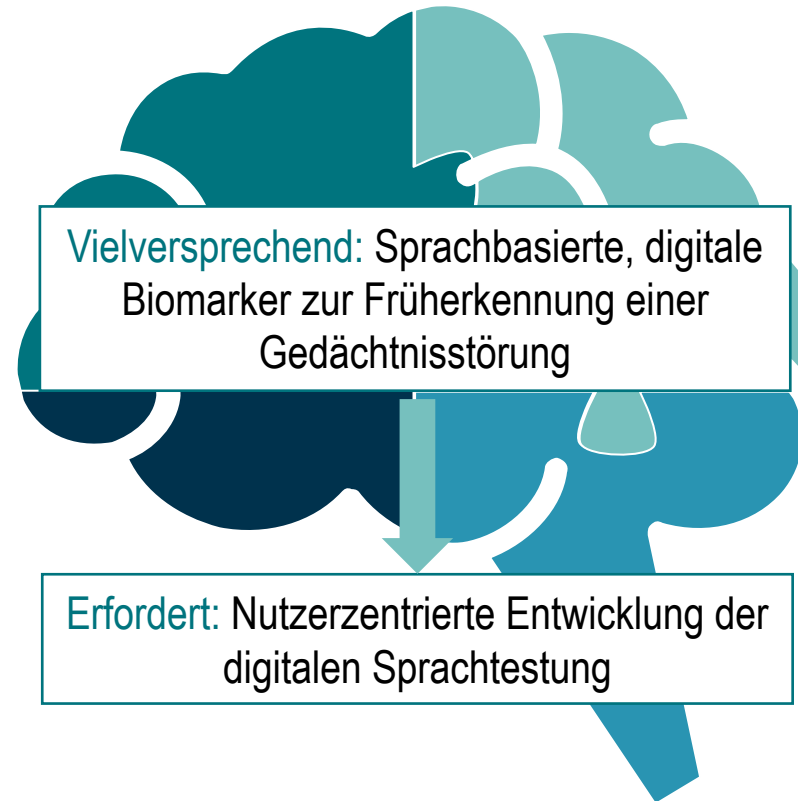 Vielversprechend: Sprachbasierte, digitale
Biomarker zur Früherkennung einer
Gedächtnisstörung
Erfordert: Nutzerzentrierte Entwicklung der
digitalen Sprachtestung